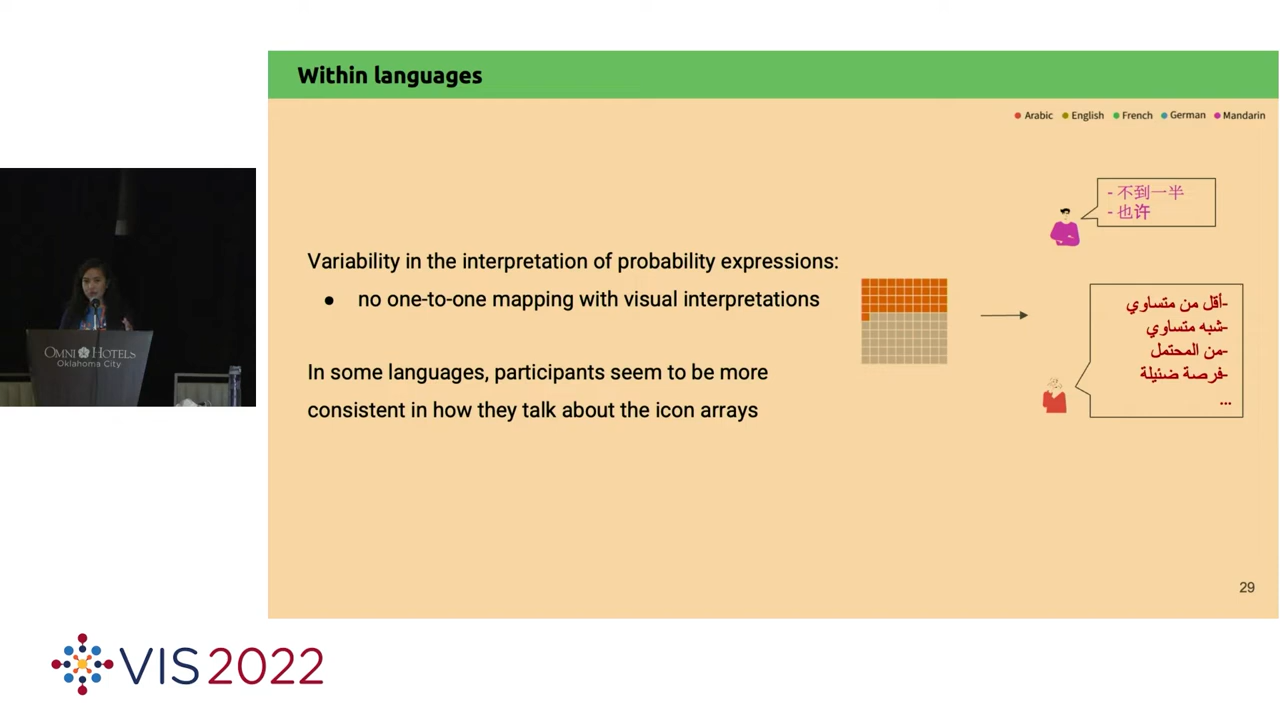 Within languages
Arabic English French German Mandarin
- 不到一半
- 也许
Variability in the interpretation of probability expressions:
● no one-to-one mapping with visual interpretations
In some languages, participants seem to be more
consistent in how they talk about the icon arrays
-أقل من متساوي
-شبه متساوي
-من المحتمل
-فرصة ضئيلة
...
29
OMNI HOTELS
Oklahoma City
VIS2022